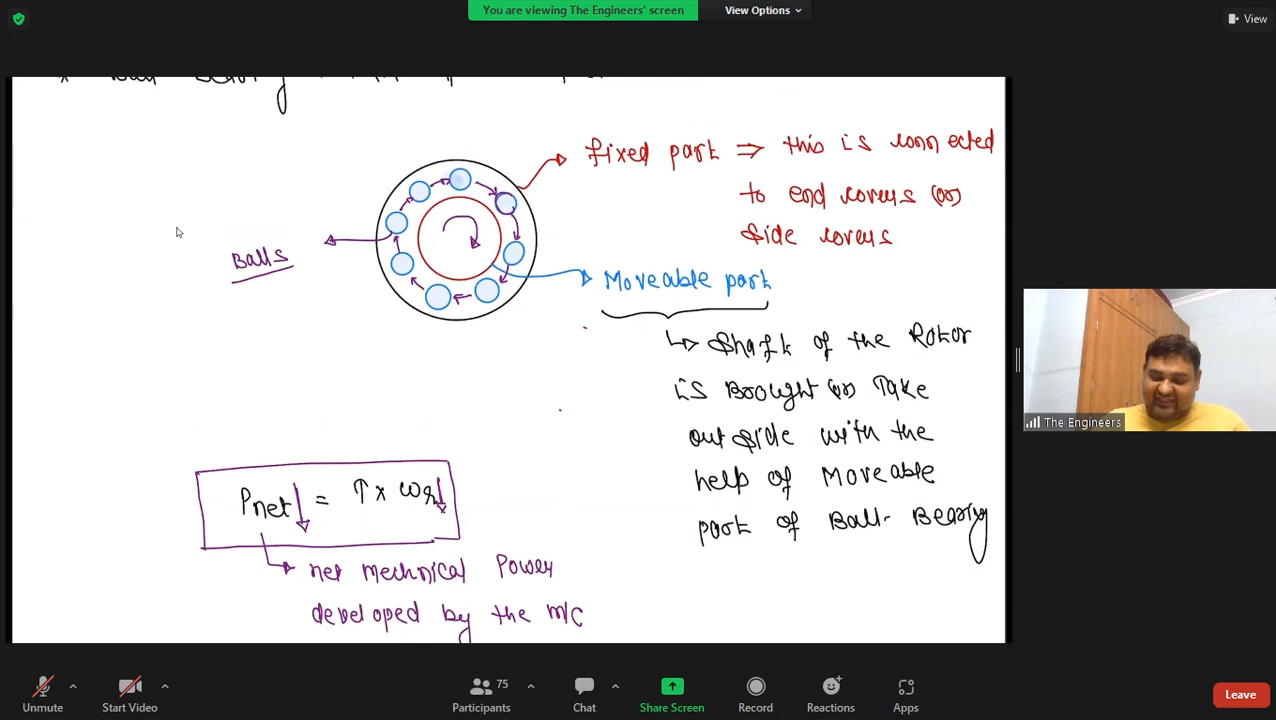 You are viewing The Engineers' screen
View Options
View
fixed part ⇒ this is connected
to end covers (or)
side covers
Balls
Moveable part
↳ Shaft of the Rotor
is Brought (or) Take
outside with the
help of Moveable
part of Ball-Bearing
Pnet↓ = T × ωr↓
net mechnical Power
developed by the M/C
The Engineers
Unmute
Start Video
75
Participants
Chat
Share Screen
Record
Reactions
Apps
Leave